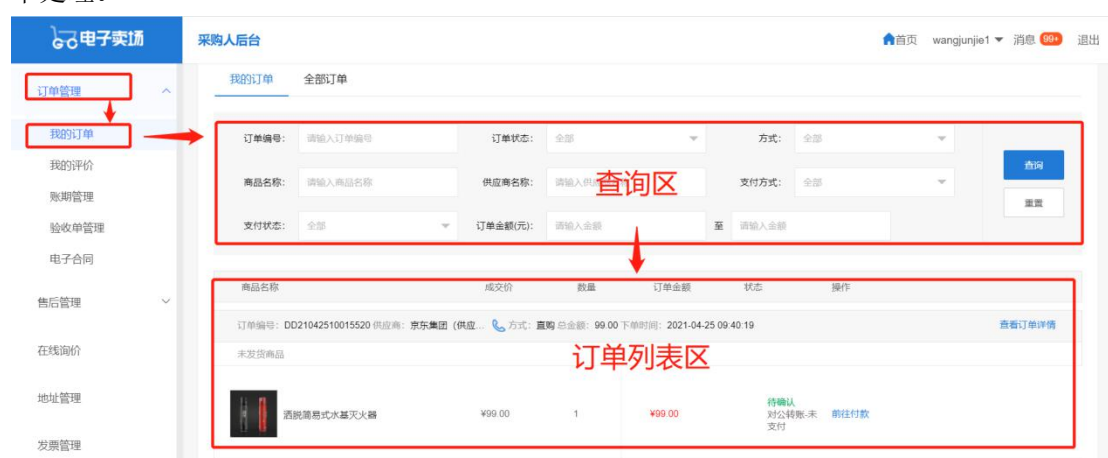 电子卖场
采购人后台
首页 wangjunjie1 消息 99+ 退出
订单管理
我的订单
我的评价
账期管理
验收单管理
电子合同
售后管理
在线询价
地址管理
发票管理
我的订单 全部订单
订单编号: 请输入订单编号 订单状态: 全部 方式: 全部
商品名称: 请输入商品名称 供应商名称: 请输入供 支付方式: 全部
支付状态: 全部 订单金额(元): 请输入金额 至 请输入金额
查询
重置
查询区
商品名称 成交价 数量 订单金额 状态 操作
订单编号: DD21042510015520 供应商: 京东集团（供应... 方式: 直购 总金额: 99.00 下单时间: 2021-04-25 09:40:19 查看订单详情
未发货商品
订单列表区
洒脱简易式水基灭火器 ¥99.00 1 ¥99.00 待确认 前往付款
对公转账-未
支付